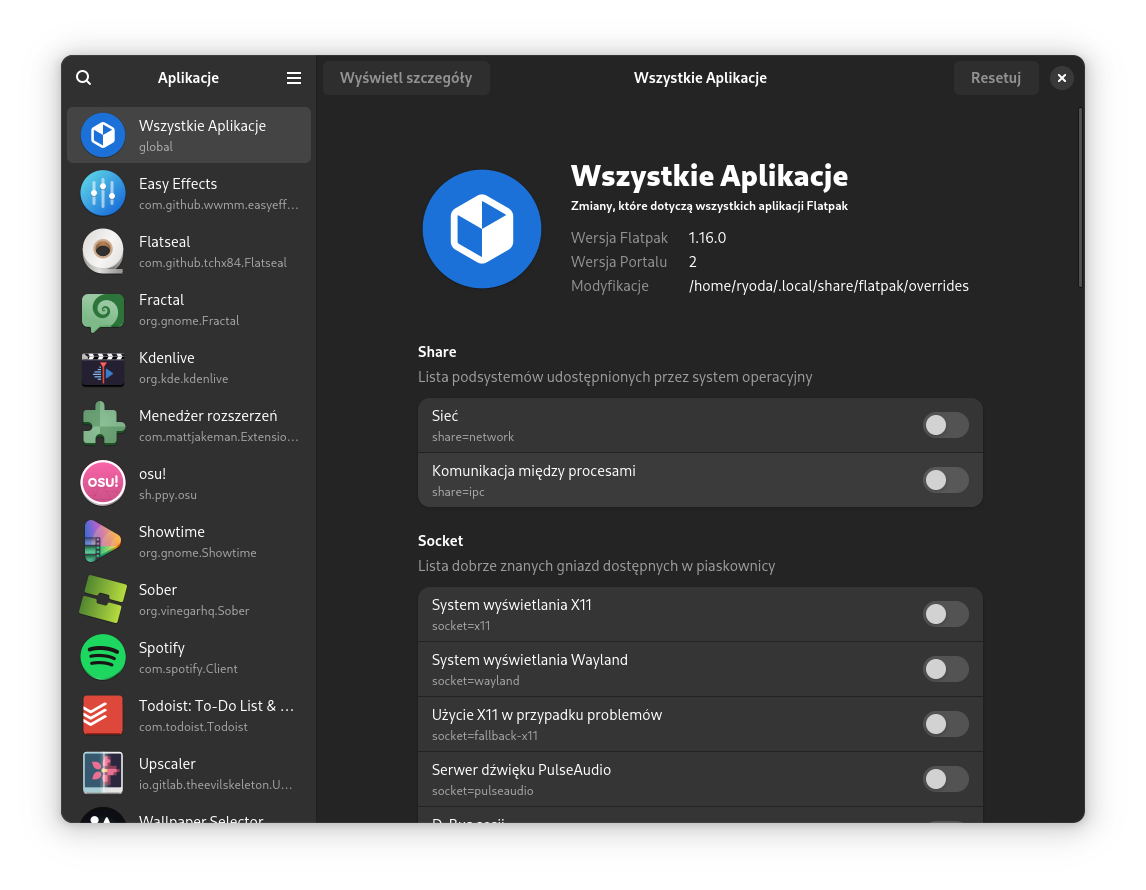 Aplikacje
Wszystkie Aplikacje
global
Easy Effects
com.github.wwmm.easyeff…
Flatseal
com.github.tchx84.Flatseal
Fractal
org.gnome.Fractal
Kdenlive
org.kde.kdenlive
Menedżer rozszerzeń
com.mattjakeman.Extensio…
osu!
osu!
sh.ppy.osu
Showtime
org.gnome.Showtime
Sober
org.vinegarhq.Sober
Spotify
com.spotify.Client
Todoist: To-Do List & …
com.todoist.Todoist
Upscaler
io.gitlab.theevilskeleton.U…
Wallpaper Selector
Wyświetl szczegóły
Wszystkie Aplikacje
Resetuj
Wszystkie Aplikacje
Zmiany, które dotyczą wszystkich aplikacji Flatpak
Wersja Flatpak 1.16.0
Wersja Portalu 2
Modyfikacje /home/ryoda/.local/share/flatpak/overrides
Share
Lista podsystemów udostępnionych przez system operacyjny
Sieć
share=network
Komunikacja między procesami
share=ipc
Socket
Lista dobrze znanych gniazd dostępnych w piaskownicy
System wyświetlania X11
socket=x11
System wyświetlania Wayland
socket=wayland
Użycie X11 w przypadku problemów
socket=fallback-x11
Serwer dźwięku PulseAudio
socket=pulseaudio
D-Bus sesji